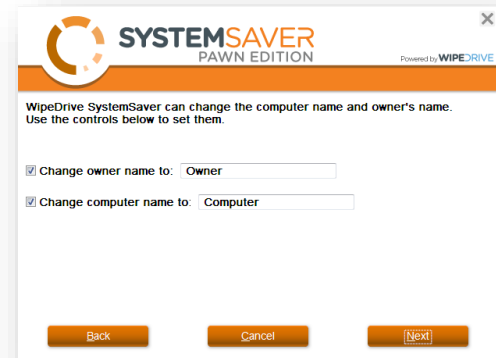 SYSTEMSAVER
PAWN EDITION
Powered by WIPEDRIVE
WipeDrive SystemSaver can change the computer name and owner's name.
Use the controls below to set them.
Change owner name to: Owner
Change computer name to: Computer
Back Cancel Next